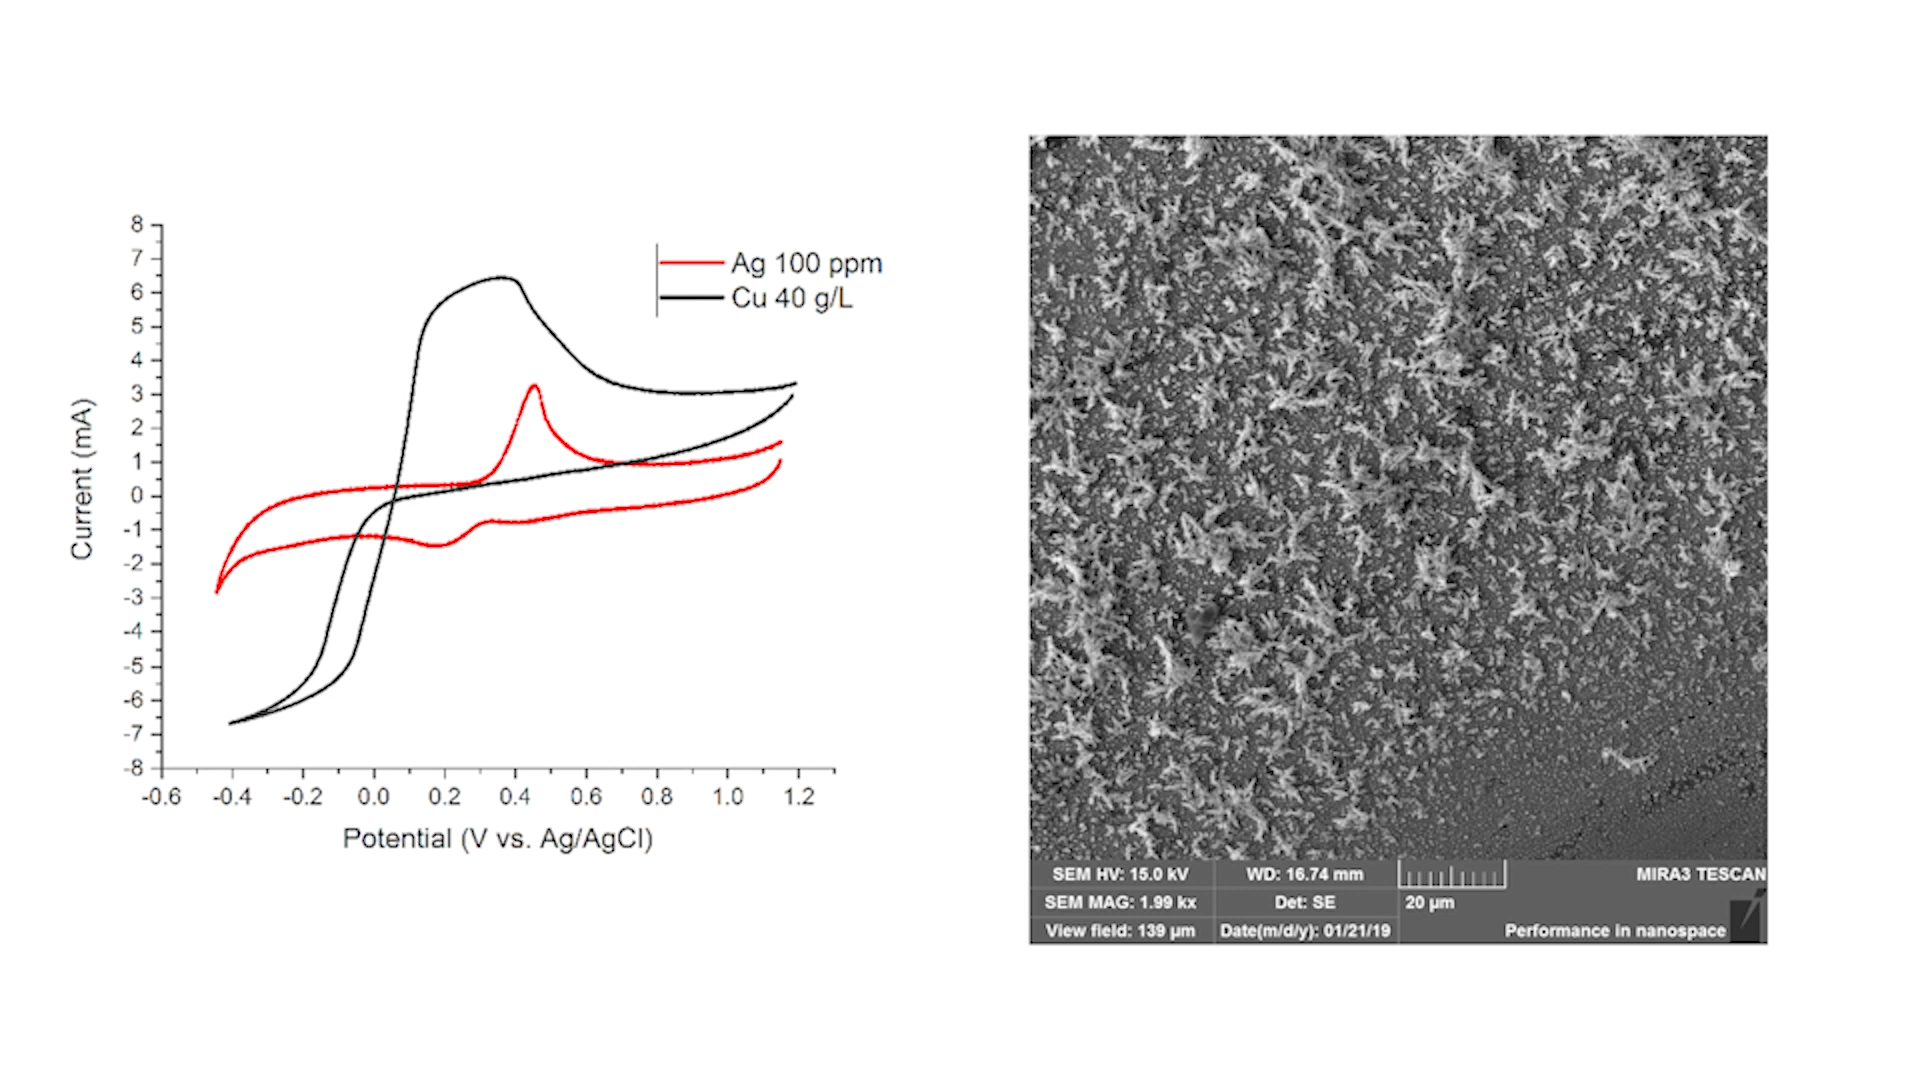 8
7
6
5
4
3
2
1
0
-1
-2
-3
-4
-5
-6
-7
-8
Current (mA)
Ag 100 ppm
Cu 40 g/L
-0.6 -0.4 -0.2 0.0 0.2 0.4 0.6 0.8 1.0 1.2
Potential (V vs. Ag/AgCl)
SEM HV: 15.0 kV WD: 16.74 mm MIRA3 TESCAN
SEM MAG: 1.99 kx Det: SE 20 µm
View field: 139 µm Date(m/d/y): 01/21/19 Performance in nanospace